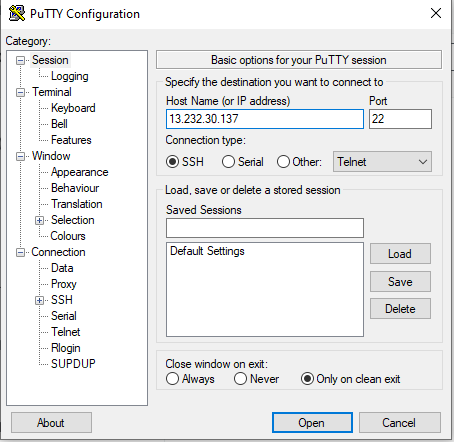 PuTTY Configuration
Category:
Session
Logging
Terminal
Keyboard
Bell
Features
Window
Appearance
Behaviour
Translation
Selection
Colours
Connection
Data
Proxy
SSH
Serial
Telnet
Rlogin
SUPDUP
Basic options for your PuTTY session
Specify the destination you want to connect to
Host Name (or IP address) Port
13.232.30.137 22
Connection type:
SSH Serial Other: Telnet
Load, save or delete a stored session
Saved Sessions
Default Settings
Load
Save
Delete
Close window on exit:
Always Never Only on clean exit
About Open Cancel